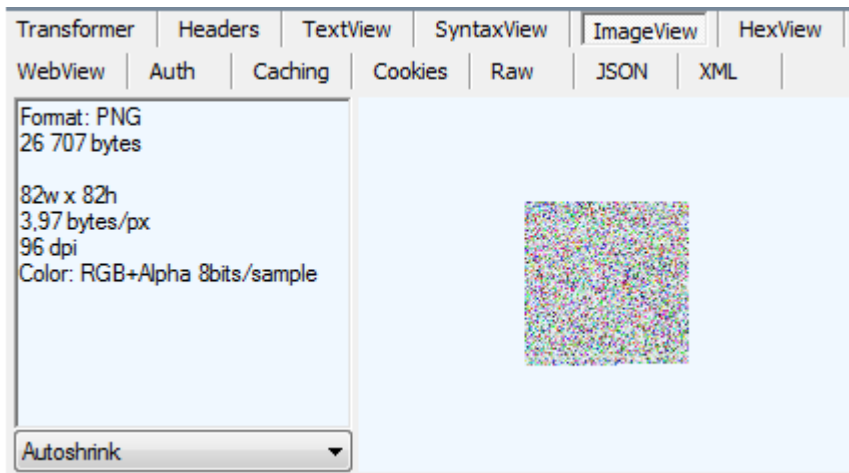 Transformer Headers TextView SyntaxView ImageView HexView
WebView Auth Caching Cookies Raw JSON XML
Format: PNG
26 707 bytes
82w x 82h
3,97 bytes/px
96 dpi
Color: RGB+Alpha 8bits/sample
Autoshrink